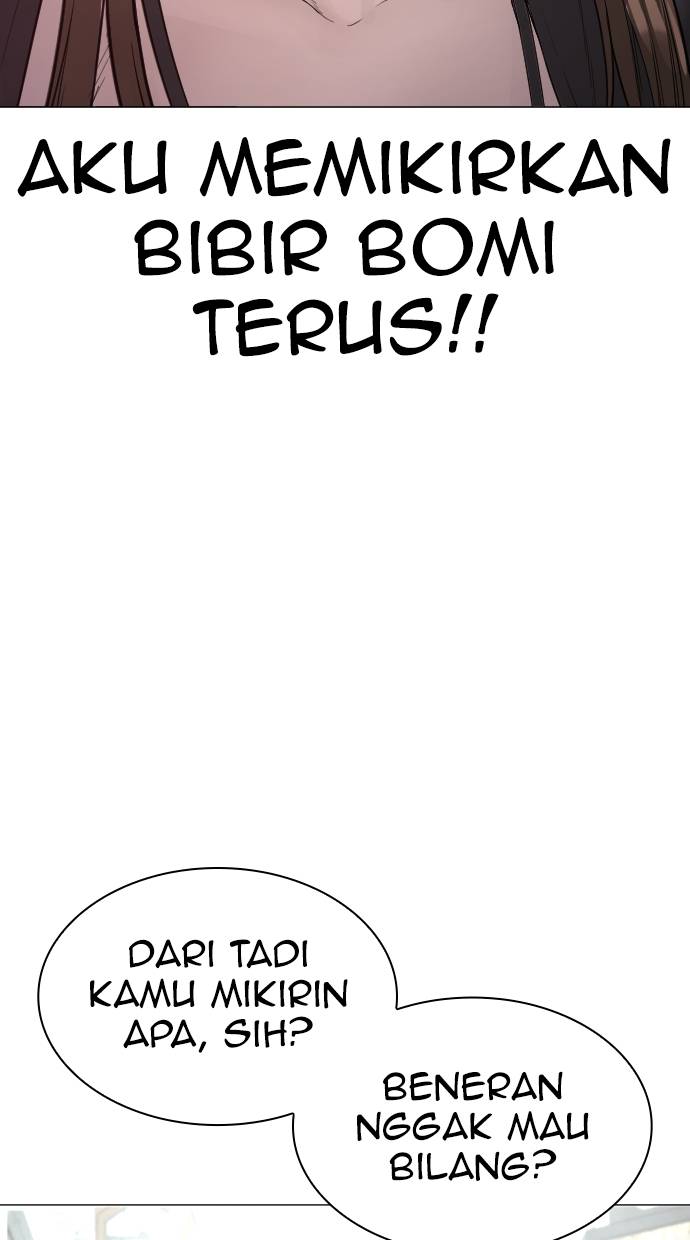 AKU MEMIKIRKAN
BIBIR BOMI
TERUS!!
DARI TADI
KAMU MIKIRIN
APA, SIH?
BENERAN
NGGAK MAU
BILANG?